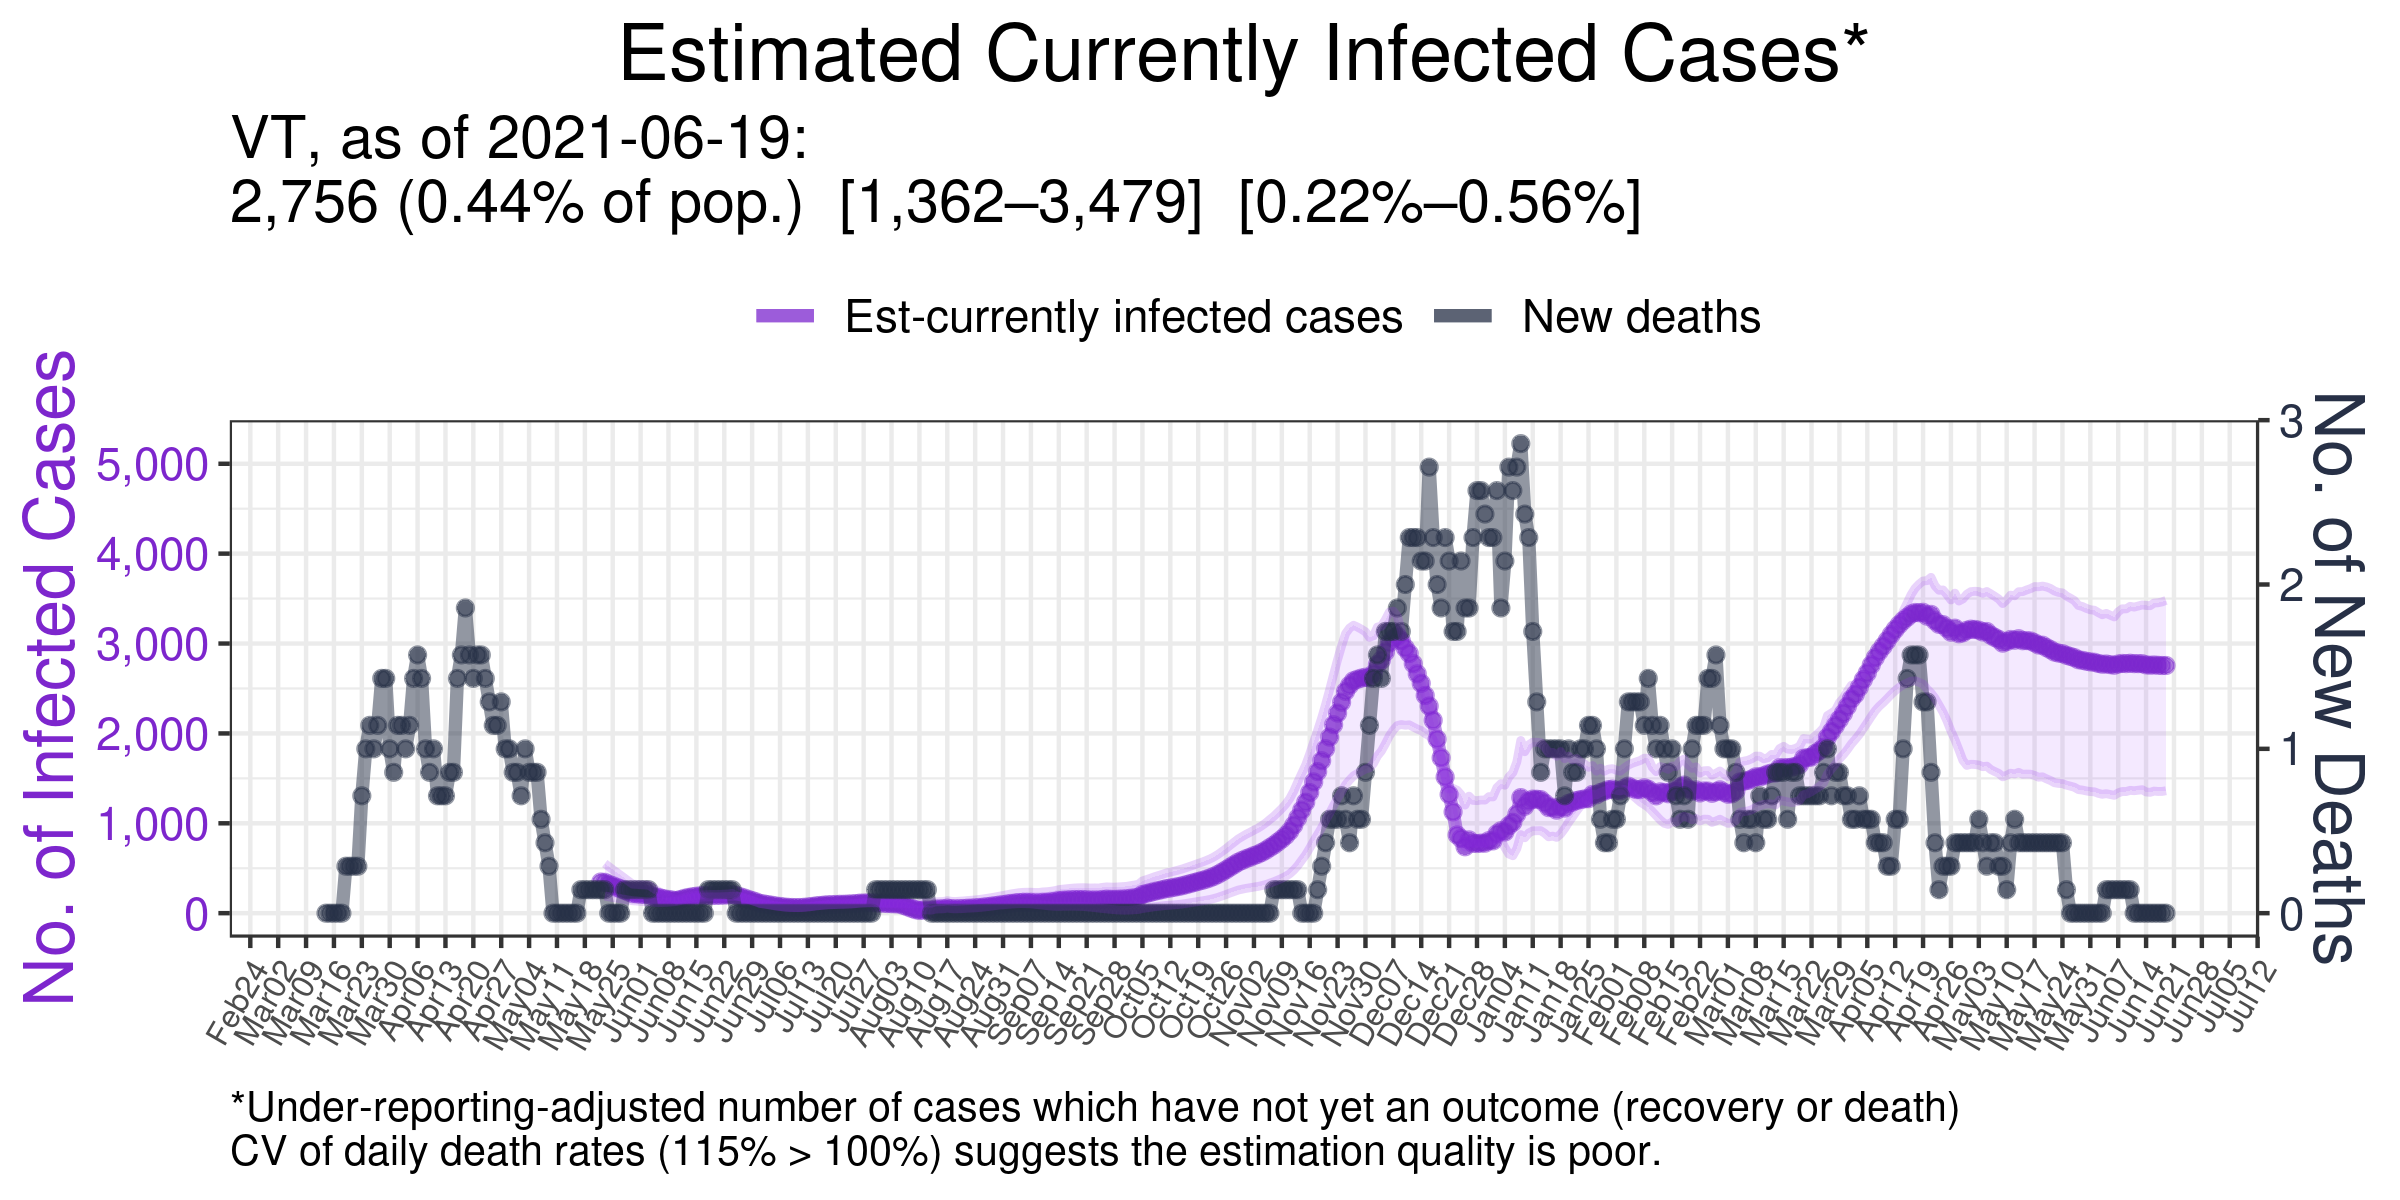 Estimated Currently Infected Cases*
VT, as of 2021-06-19:
2,756 (0.44% of pop.)  [1,362–3,479]  [0.22%–0.56%]
Est-currently infected cases
New deaths
No. of Infected Cases
5,000
4,000
3,000
2,000
1,000
0
3
2
1
0
No. of New Deaths
Feb24
Mar02
Mar09
Mar16
Mar23
Mar30
Apr06
Apr13
Apr20
Apr27
May04
May11
May18
May25
Jun01
Jun08
Jun15
Jun22
Jun29
Jul06
Jul13
Jul20
Jul27
Aug03
Aug10
Aug17
Aug24
Aug31
Sep07
Sep14
Sep21
Sep28
Oct05
Oct12
Oct19
Oct26
Nov02
Nov09
Nov16
Nov23
Nov30
Dec07
Dec14
Dec21
Dec28
Jan04
Jan11
Jan18
Jan25
Feb01
Feb08
Feb15
Feb22
Mar01
Mar08
Mar15
Mar22
Mar29
Apr05
Apr12
Apr19
Apr26
May03
May10
May17
May24
May31
Jun07
Jun14
Jun21
Jun28
Jul05
Jul12
*Under-reporting-adjusted number of cases which have not yet an outcome (recovery or death)
CV of daily death rates (115% > 100%) suggests the estimation quality is poor.